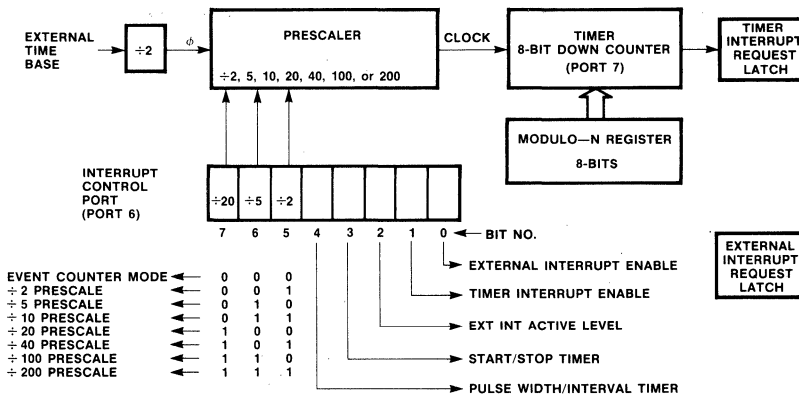 EXTERNAL
TIME
BASE
÷2
ϕ
PRESCALER
÷2, 5, 10, 20, 40, 100, or 200
CLOCK
TIMER
8-BIT DOWN COUNTER
(PORT 7)
TIMER
INTERRUPT
REQUEST
LATCH
MODULO—N REGISTER
8-BITS
INTERRUPT
CONTROL
PORT
(PORT 6)
÷20 ÷5 ÷2
7 6 5 4 3 2 1 0 BIT NO.
EXTERNAL INTERRUPT ENABLE
TIMER INTERRUPT ENABLE
EXT INT ACTIVE LEVEL
START/STOP TIMER
PULSE WIDTH/INTERVAL TIMER
EXTERNAL
INTERRUPT
REQUEST
LATCH
EVENT COUNTER MODE 0 0 0
÷2 PRESCALE 0 0 1
÷5 PRESCALE 0 1 0
÷10 PRESCALE 0 1 1
÷20 PRESCALE 1 0 0
÷40 PRESCALE 1 0 1
÷100 PRESCALE 1 1 0
÷200 PRESCALE 1 1 1